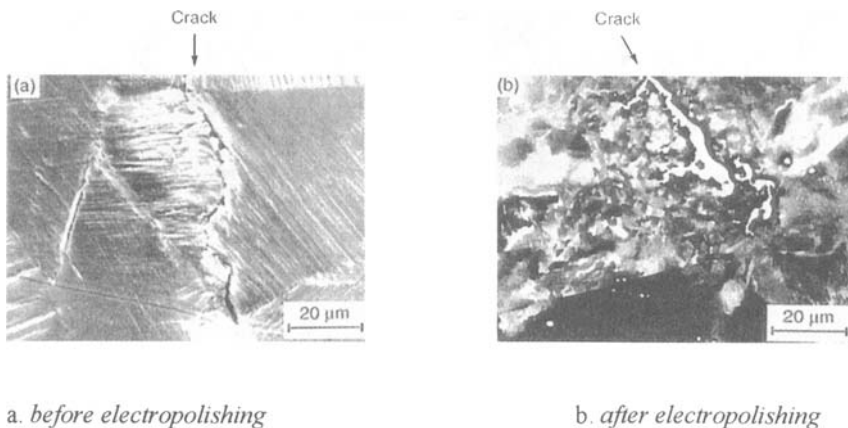 Crack
(a)
20 µm
a. before electropolishing
Crack
(b)
20 µm
b. after electropolishing